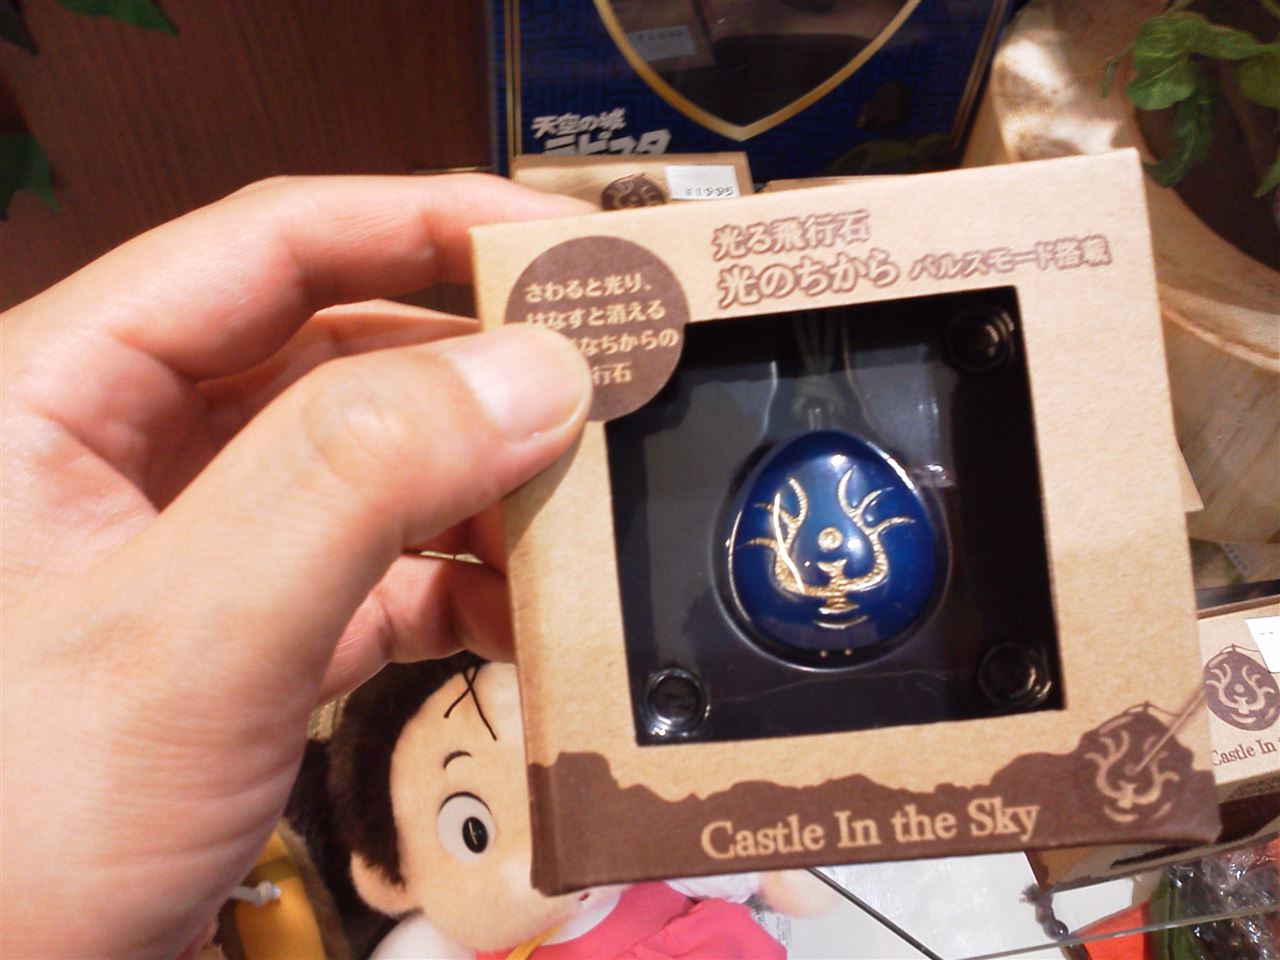 天空の城
ラピュタ
¥1995
光る飛行石
光のちから バルスモード搭載
さわると光り、
はなすと消える
なちからの
行石
Castle In the Sky
Castle In